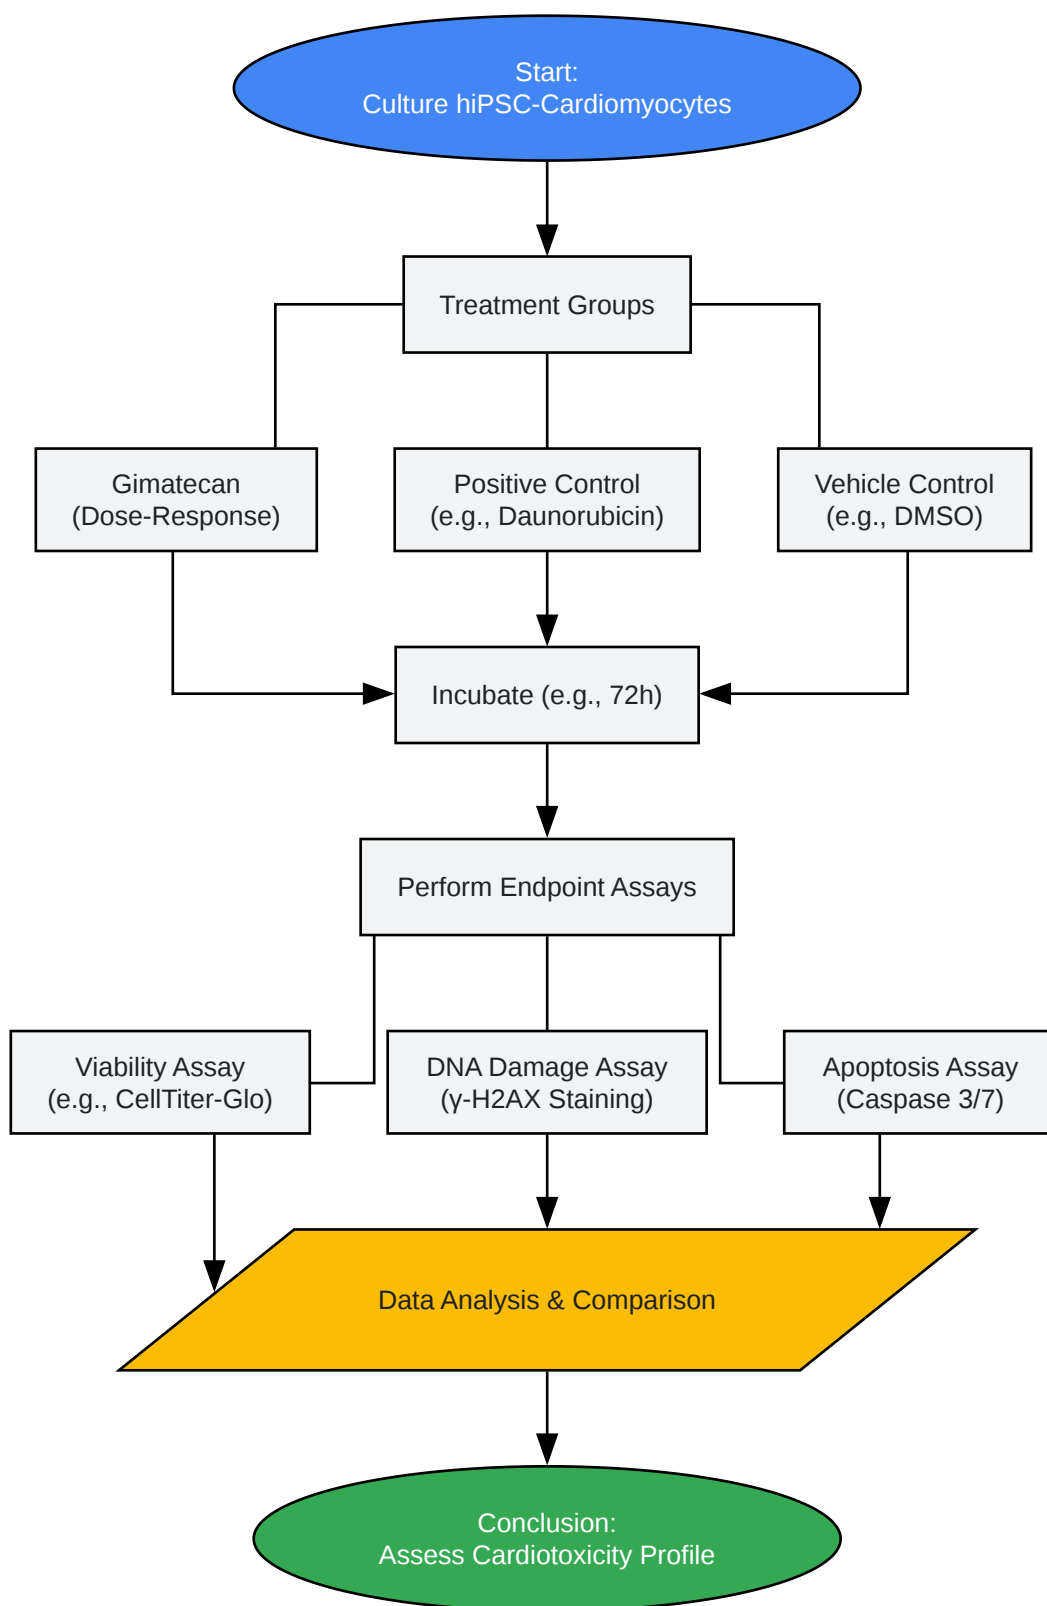 Start:
Culture hiPSC-Cardiomyocytes
Treatment Groups
Gimatecan
(Dose-Response)
Positive Control
(e.g., Daunorubicin)
Vehicle Control
(e.g., DMSO)
Incubate (e.g., 72h)
Perform Endpoint Assays
Viability Assay
(e.g., CellTiter-Glo)
DNA Damage Assay
(γ-H2AX Staining)
Apoptosis Assay
(Caspase 3/7)
Data Analysis & Comparison
Conclusion:
Assess Cardiotoxicity Profile